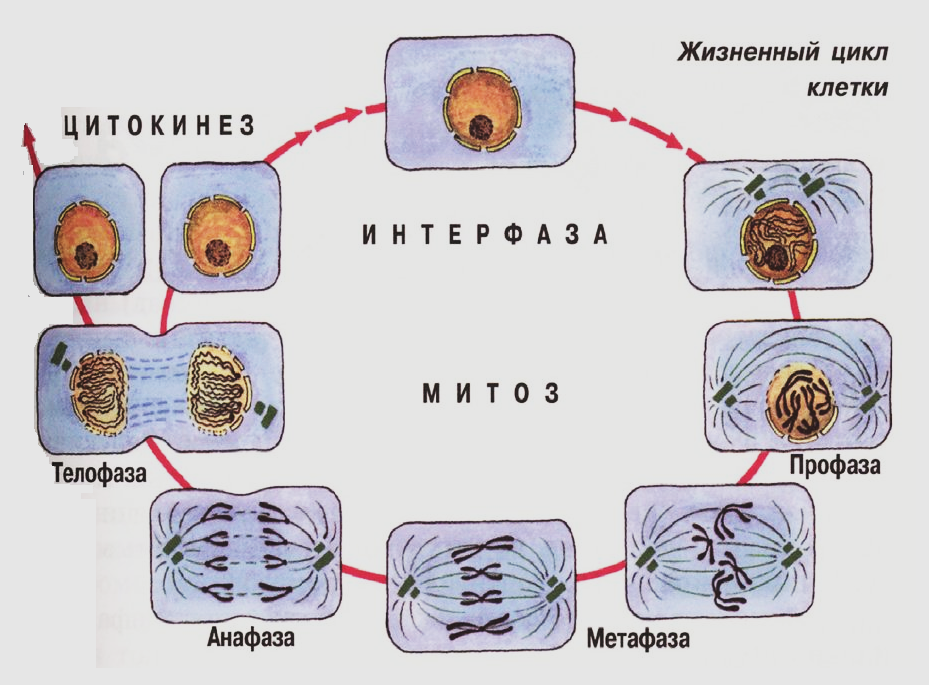 Жизненный цикл
клетки
ЦИТОКИНЕЗ
ИНТЕРФАЗА
МИТОЗ
Профаза
Телофаза
Анафаза
Метафаза